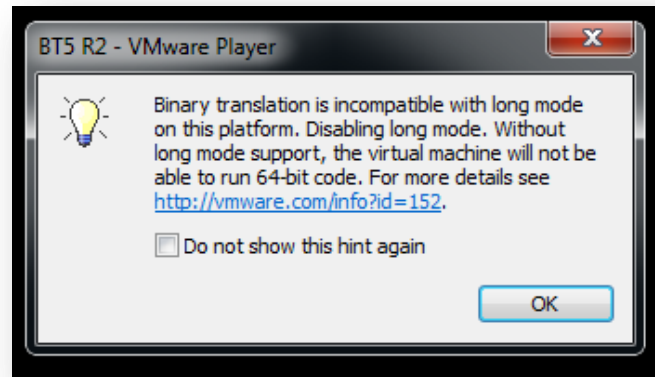 BT5 R2 - VMware Player
Binary translation is incompatible with long mode
on this platform. Disabling long mode. Without
long mode support, the virtual machine will not be
able to run 64-bit code. For more details see
http://vmware.com/info?id=152.
Do not show this hint again
OK